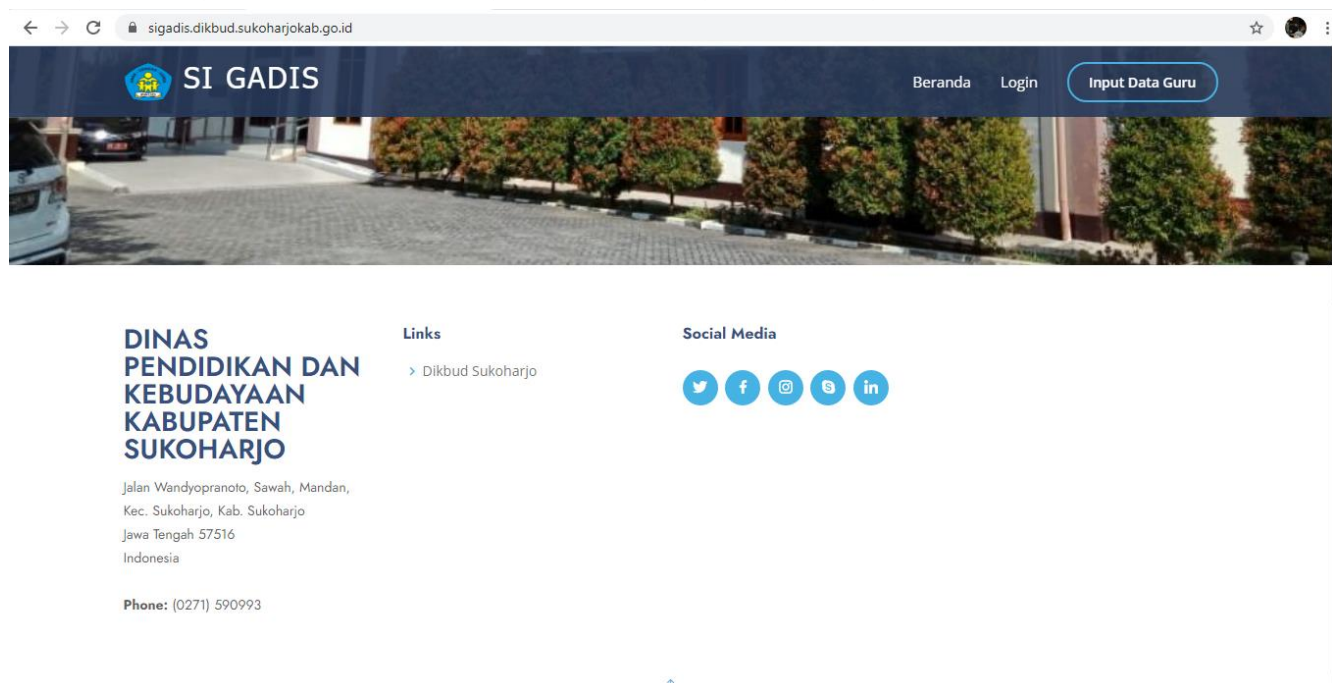 sigadis.dikbud.sukoharjokab.go.id
SI GADIS
Beranda Login Input Data Guru
DINAS
PENDIDIKAN DAN
KEBUDAYAAN
KABUPATEN
SUKOHARJO
Jalan Wandyopranoto, Sawah, Mandan,
Kec. Sukoharjo, Kab. Sukoharjo
Jawa Tengah 57516
Indonesia
Phone: (0271) 590993
Links
Dikbud Sukoharjo
Social Media